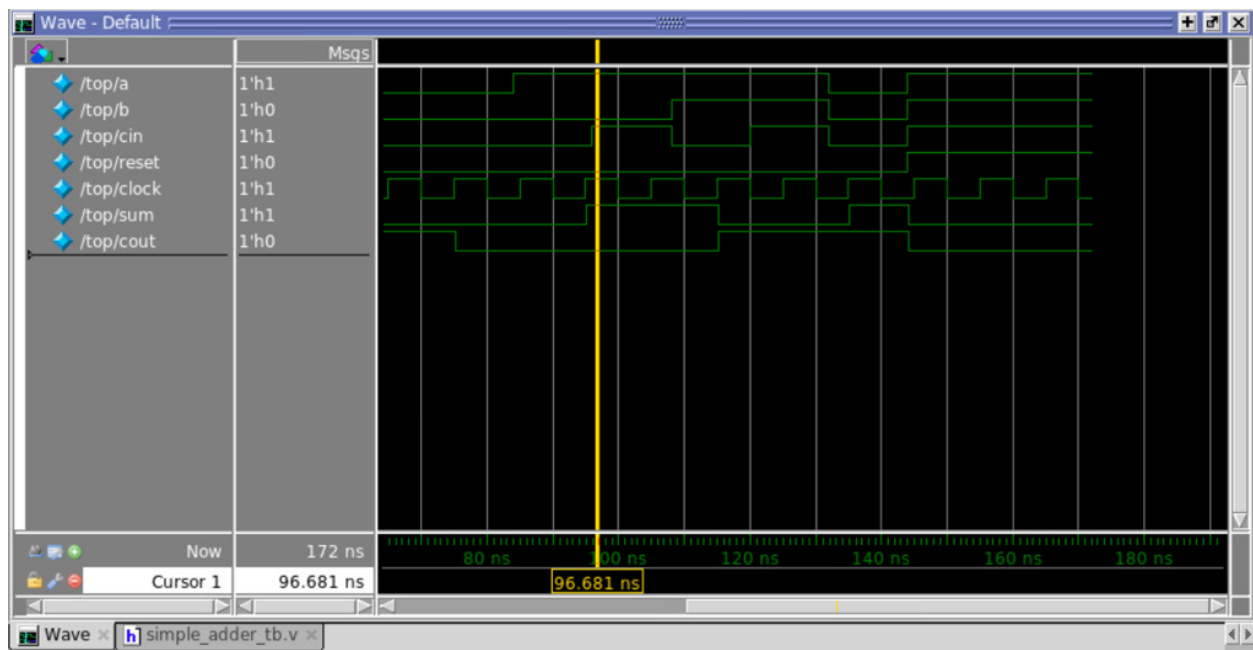 Wave - Default
Msgs
/top/a 1'h1
/top/b 1'h0
/top/cin 1'h1
/top/reset 1'h0
/top/clock 1'h1
/top/sum 1'h1
/top/cout 1'h0
Now 172 ns
80 ns 100 ns 120 ns 140 ns 160 ns 180 ns
Cursor 1 96.681 ns
96.681 ns
Wave h simple_adder_tb.v